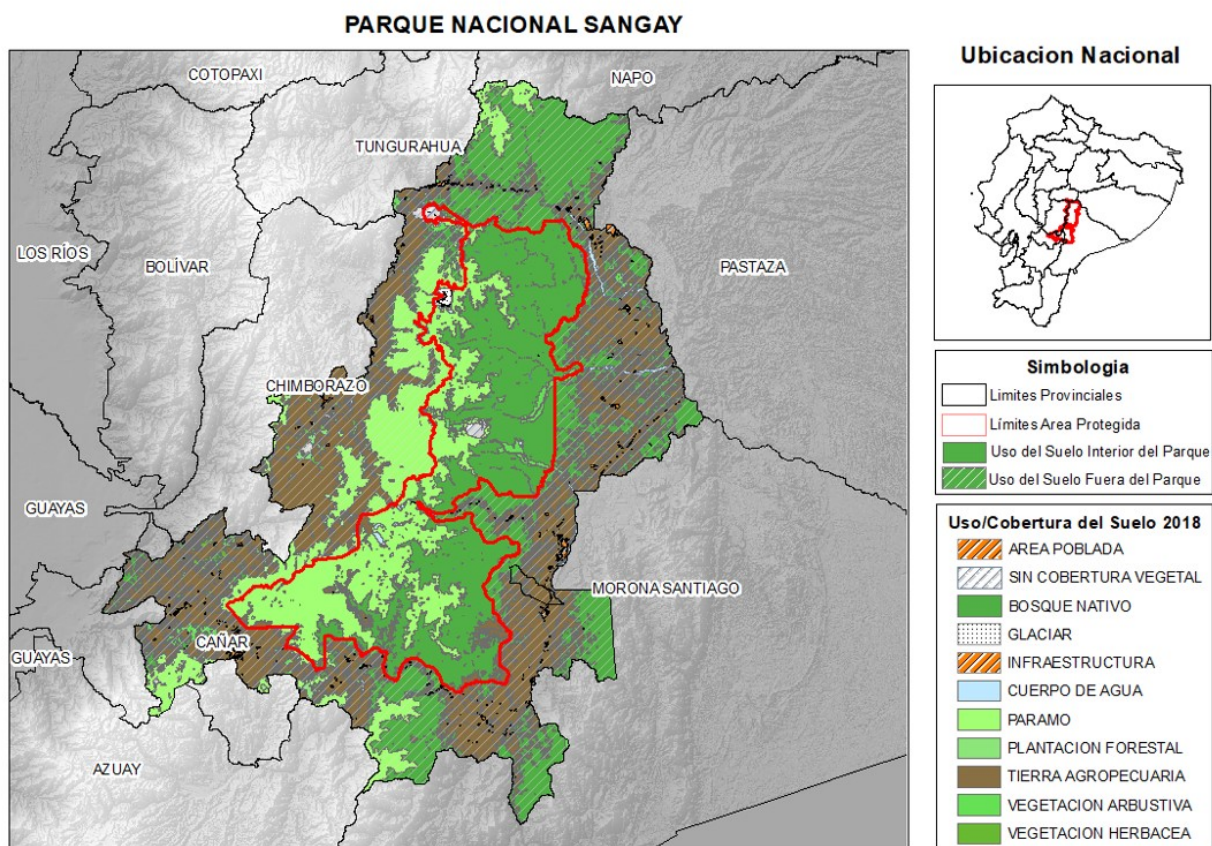 PARQUE NACIONAL SANGAY
COTOPAXI
NAPO
TUNGURAHUA
LOS RÍOS
BOLÍVAR
PASTAZA
CHIMBORAZO
GUAYAS
MORONA SANTIAGO
CAÑAR
GUAYAS
AZUAY
Ubicacion Nacional
Simbologia
Limites Provinciales
Límites Area Protegida
Uso del Suelo Interior del Parque
Uso del Suelo Fuera del Parque
Uso/Cobertura del Suelo 2018
AREA POBLADA
SIN COBERTURA VEGETAL
BOSQUE NATIVO
GLACIAR
INFRAESTRUCTURA
CUERPO DE AGUA
PARAMO
PLANTACION FORESTAL
TIERRA AGROPECUARIA
VEGETACION ARBUSTIVA
VEGETACION HERBACEA